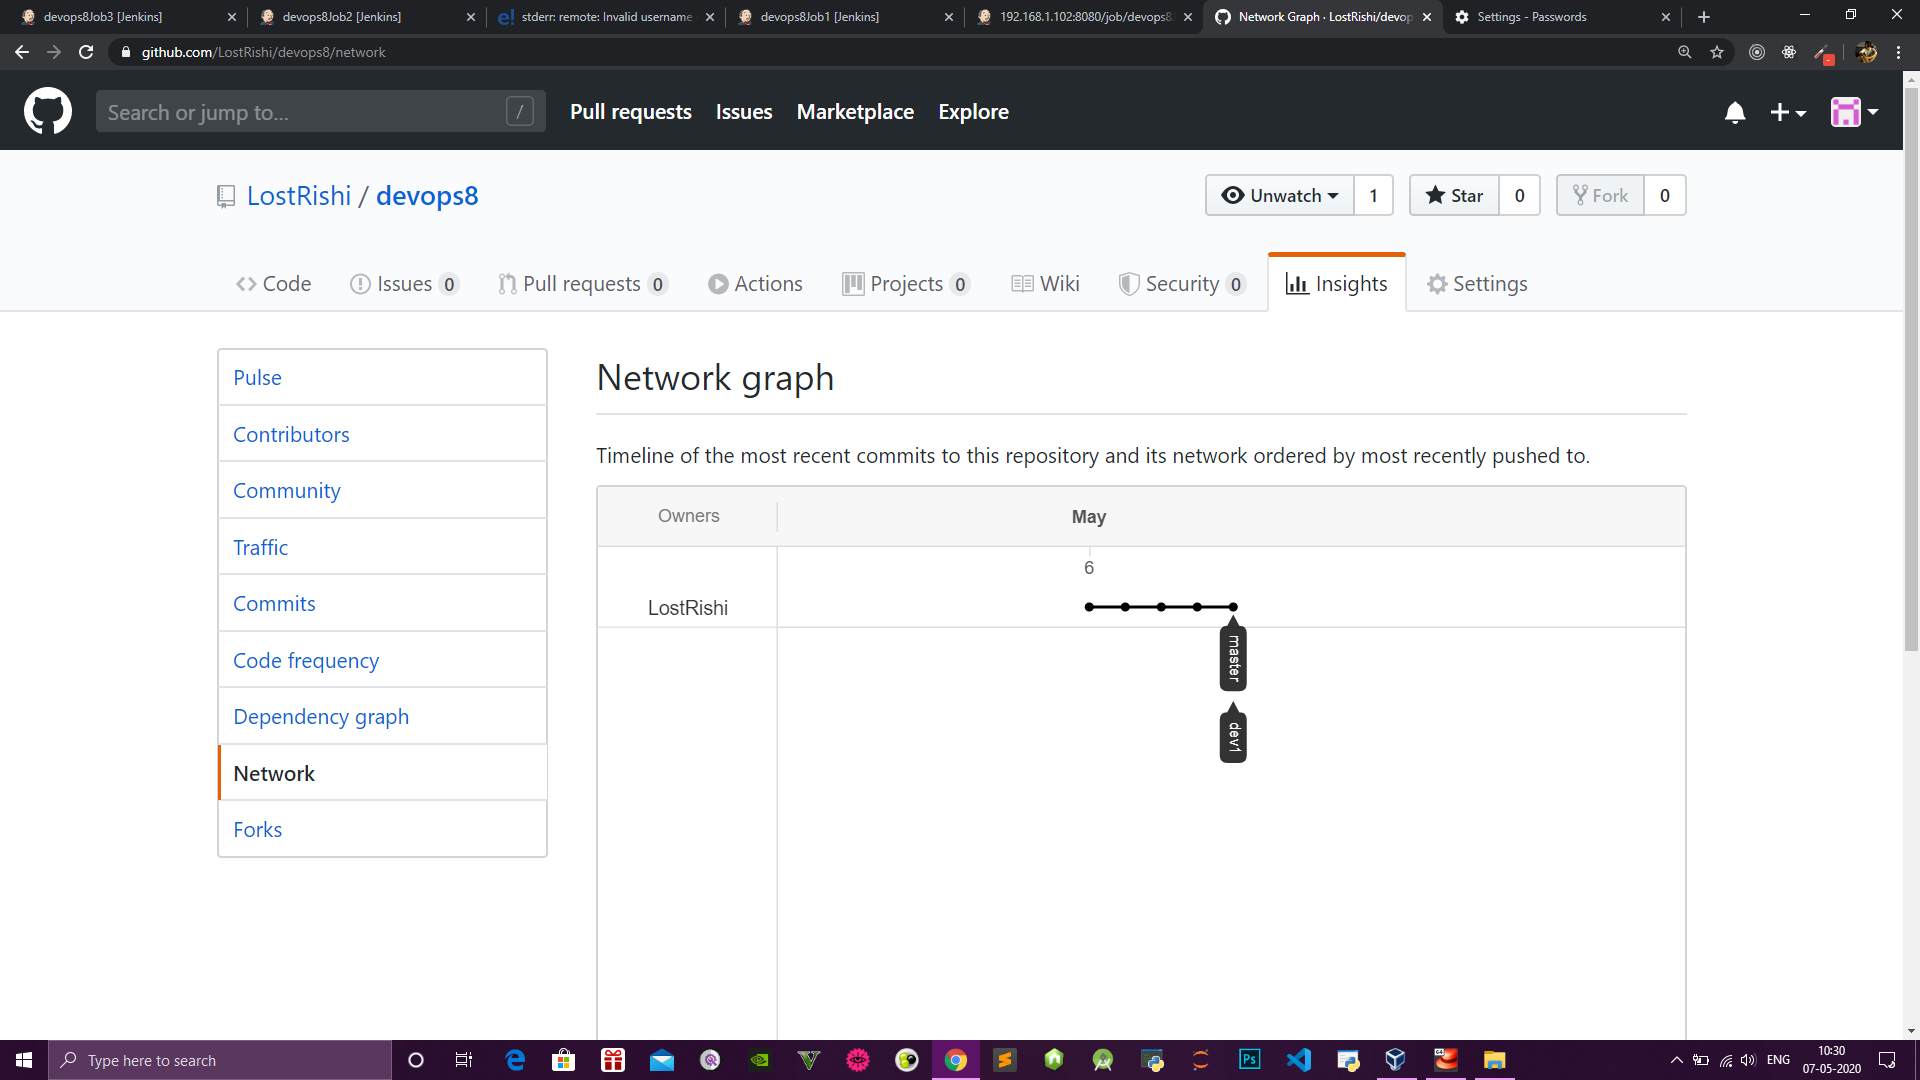 devops8Job3 [Jenkins]
devops8Job2 [Jenkins]
stderr: remote: Invalid username
devops8Job1 [Jenkins]
192.168.1.102:8080/job/devops8
Network Graph · LostRishi/devop
Settings - Passwords
github.com/LostRishi/devops8/network
Search or jump to...
/
Pull requests
Issues
Marketplace
Explore
LostRishi / devops8
Unwatch
1
Star
0
Fork
0
Code
Issues 0
Pull requests 0
Actions
Projects 0
Wiki
Security 0
Insights
Settings
Pulse
Contributors
Community
Traffic
Commits
Code frequency
Dependency graph
Network
Forks
Network graph
Timeline of the most recent commits to this repository and its network ordered by most recently pushed to.
Owners
May
6
LostRishi
master
dev1
Type here to search
Ps
ENG
10:30
07-05-2020